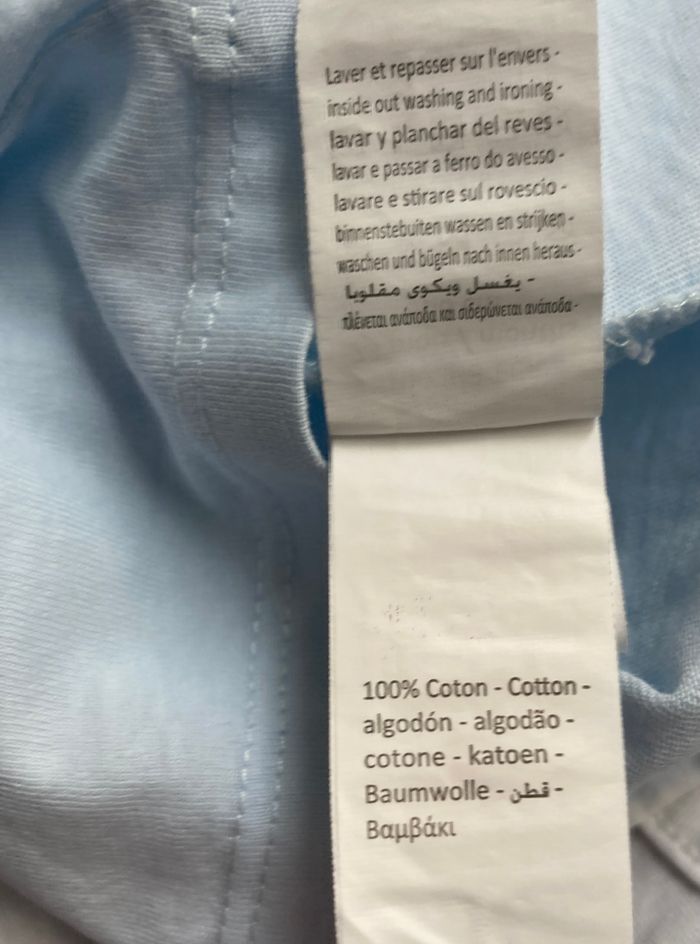 Laver et repasser sur l'envers -
inside out washing and ironing -
lavar y planchar del reves -
lavar e passar a ferro do avesso -
lavare e stirare sul rovescio -
binnenstebuiten wassen en strijken -
waschen und bügeln nach innen heraus -
يغسل ويكوى مقلوبا -
πλένεται ανάποδα και σιδερώνεται ανάποδα -
100% Coton - Cotton -
algodón - algodão -
cotone - katoen -
Baumwolle - قطن -
Βαμβάκι